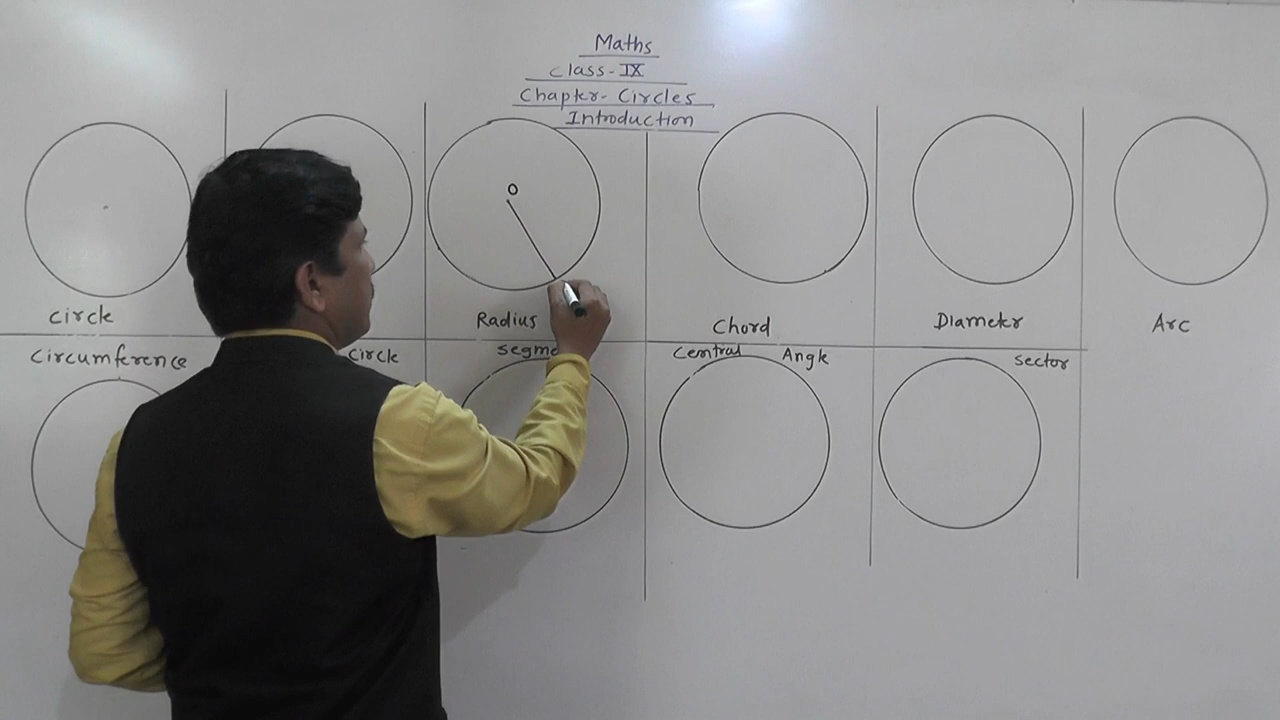 Maths
Class-IX
Chapter-Circles
Introduction
O
Circle
Radius
Chord
Diameter
Arc
Circumference
circle
Central Angle
Sector